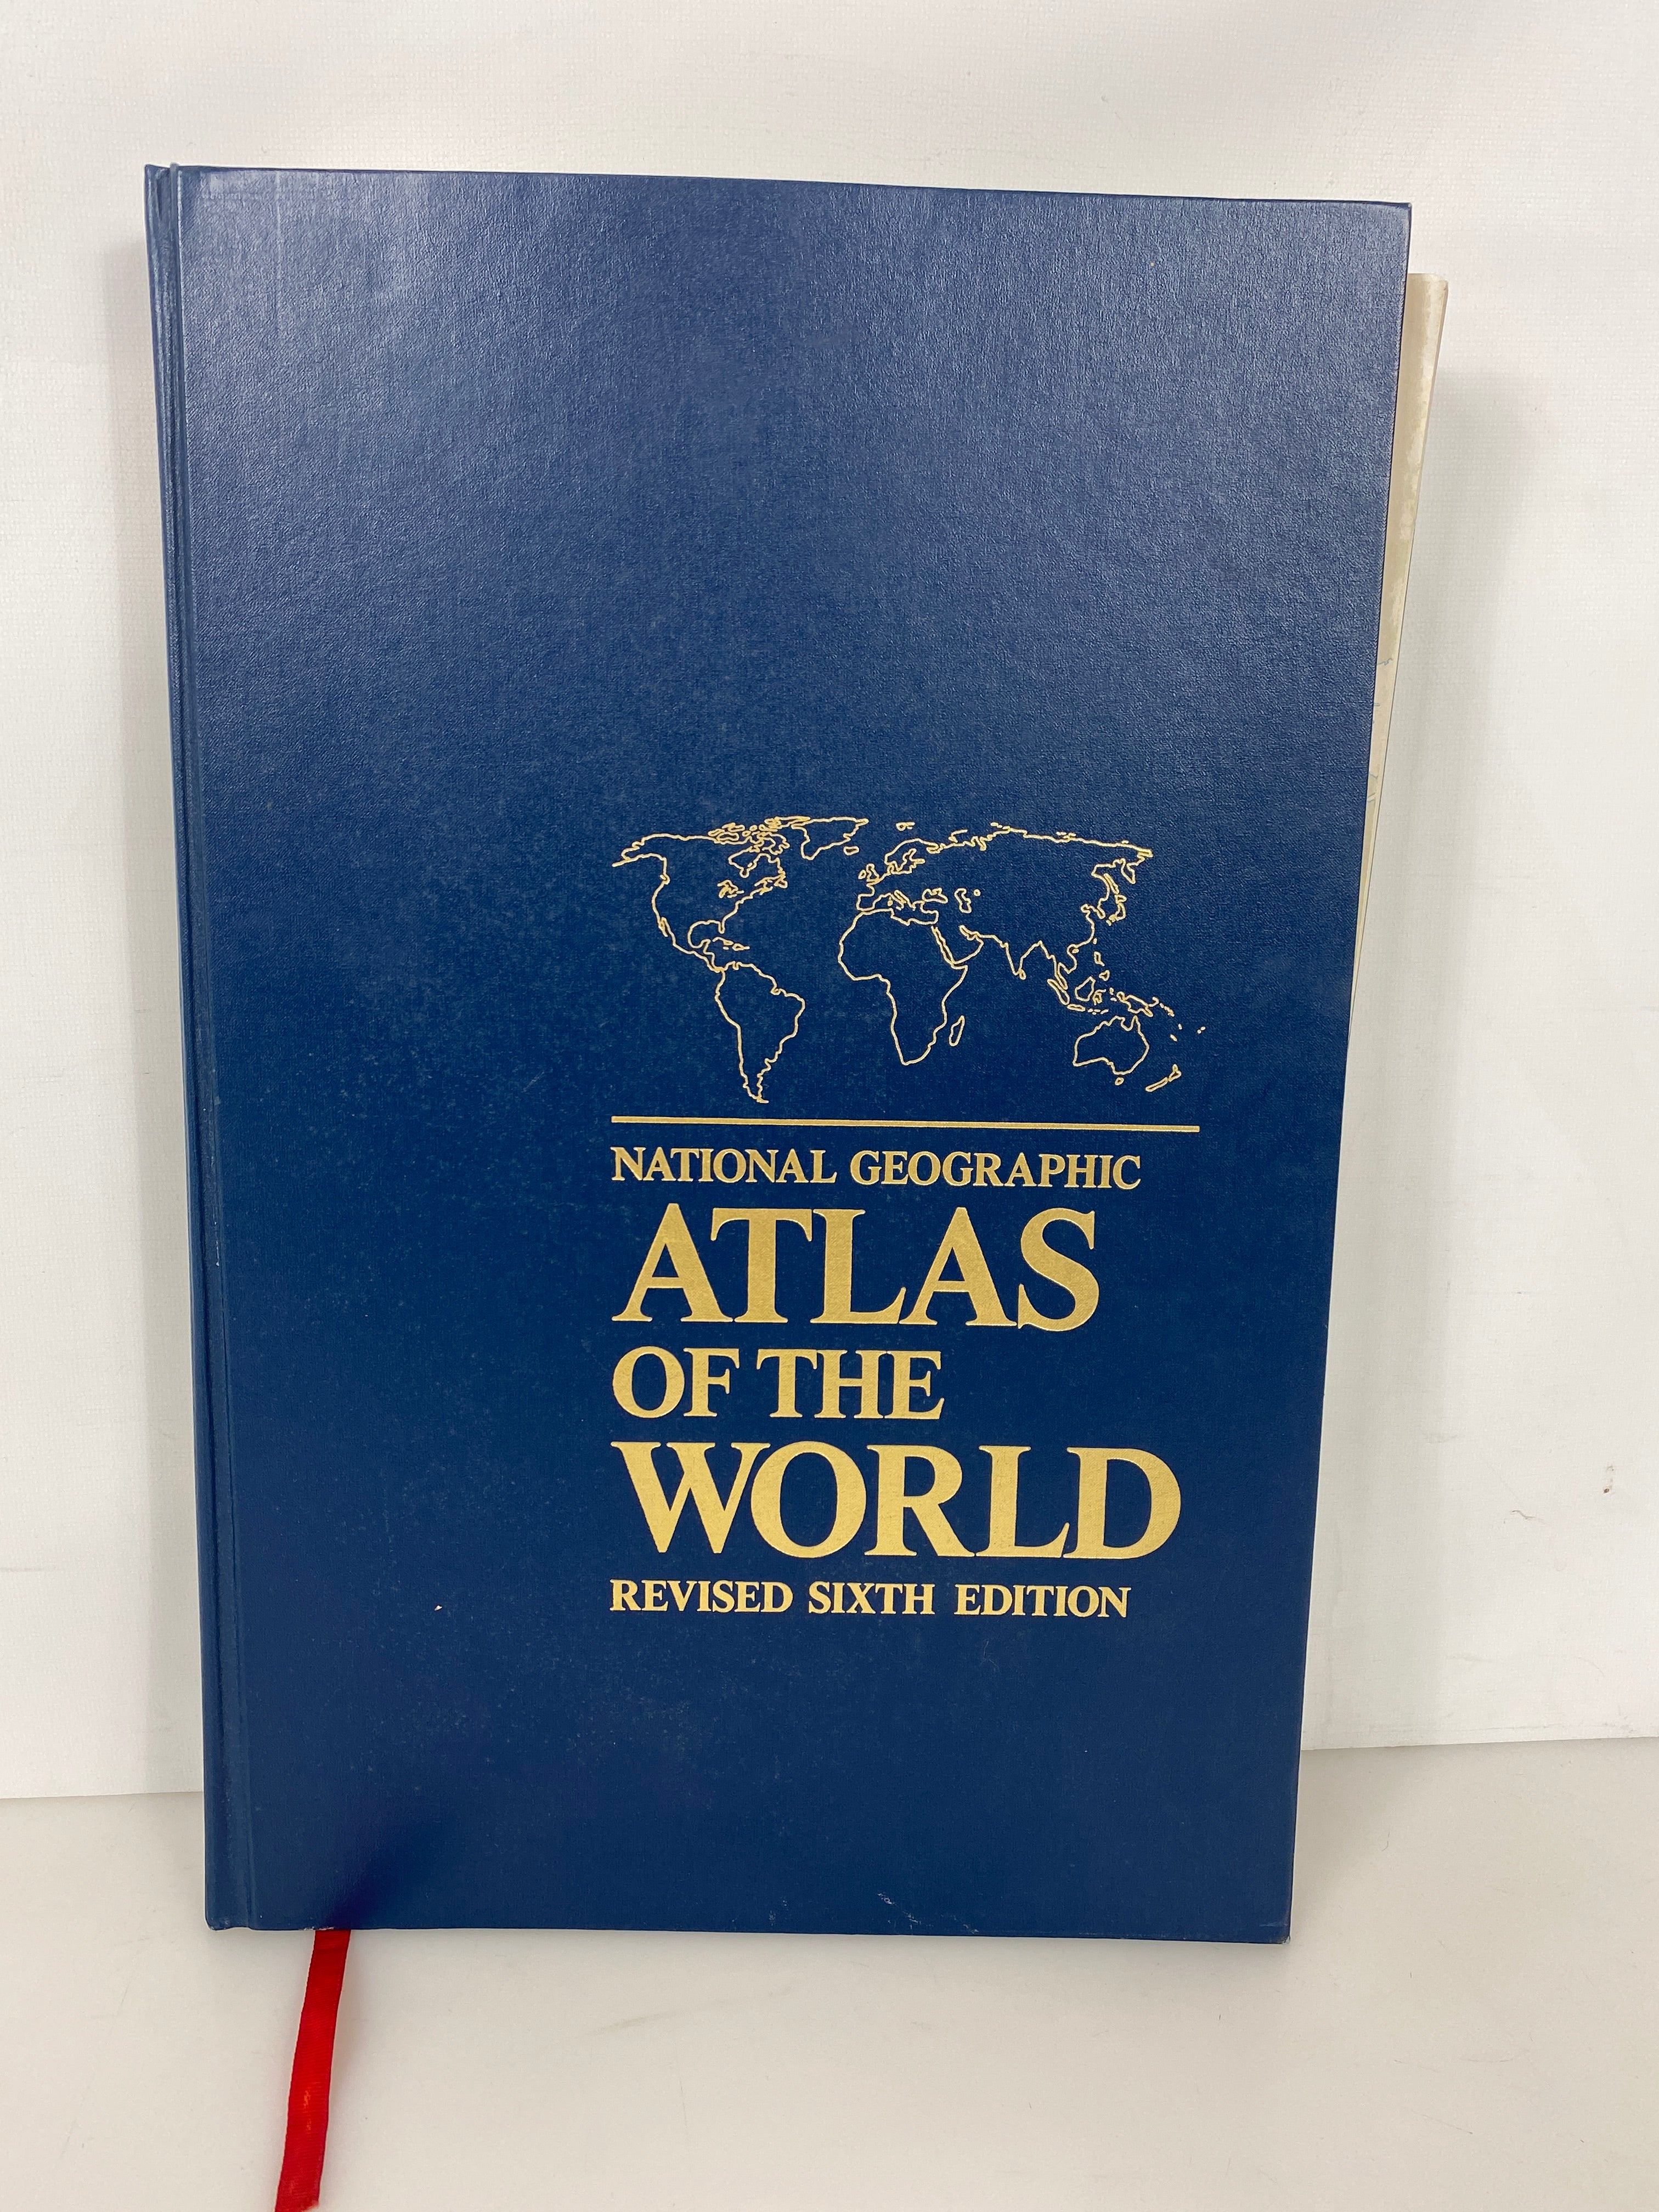 NATIONAL GEOGRAPHIC
ATLAS
OF THE
WORLD
REVISED SIXTH EDITION